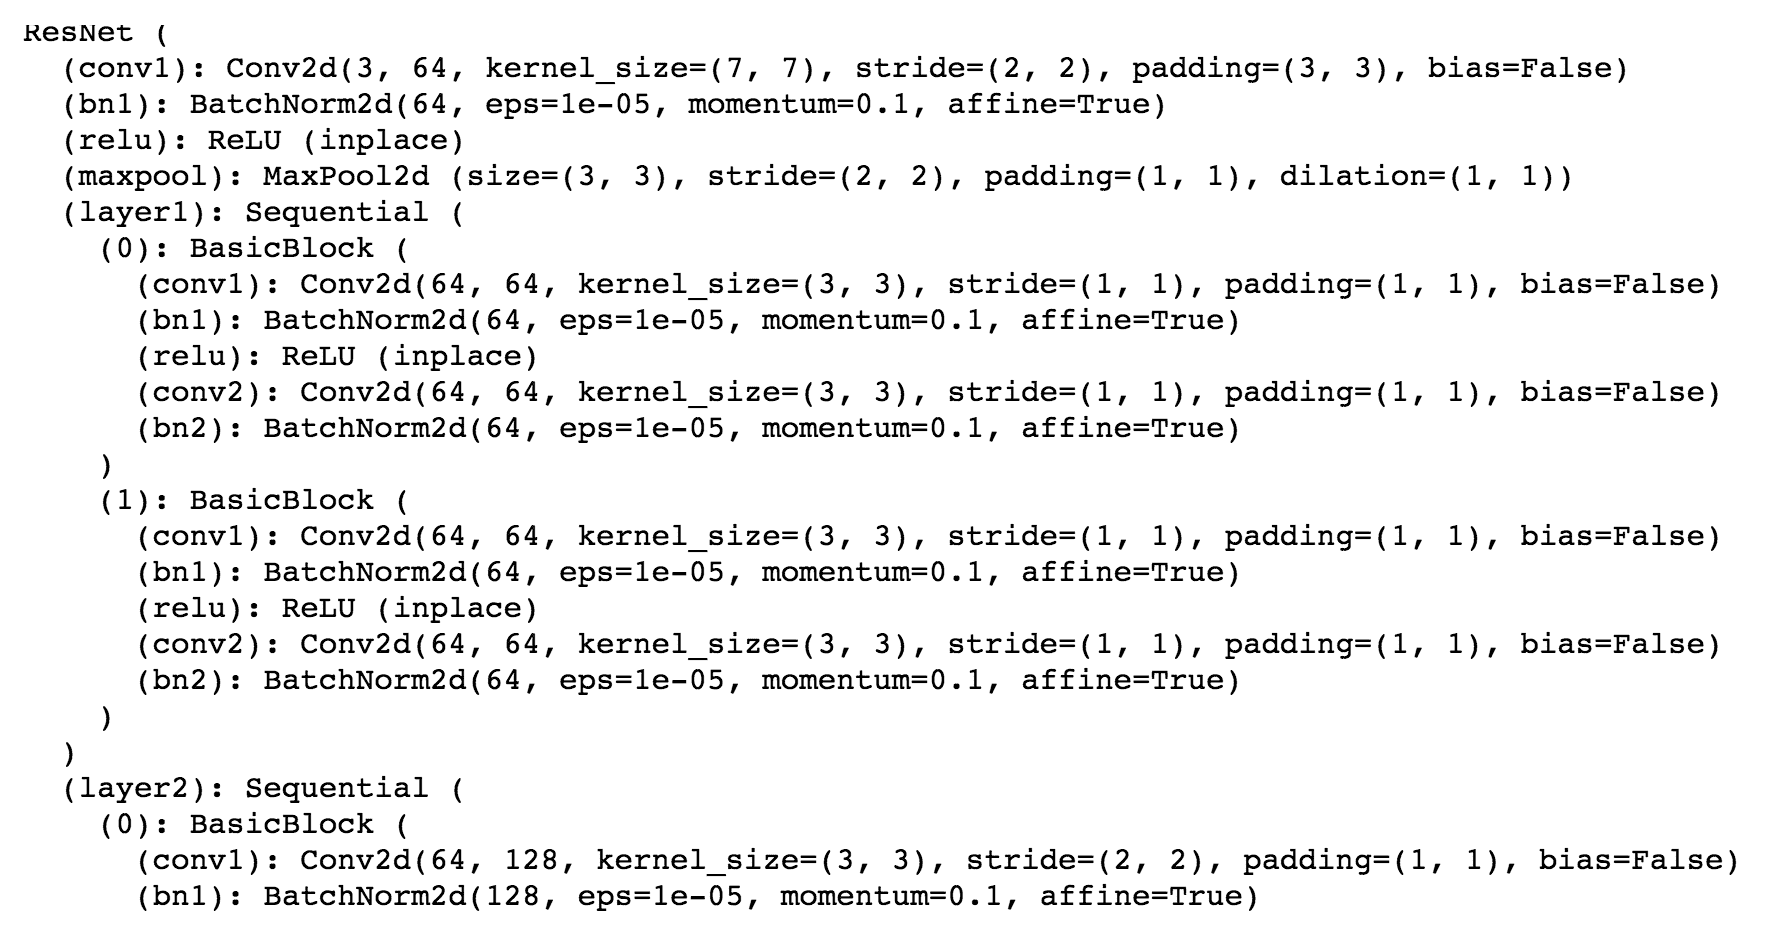 ResNet (
  (conv1): Conv2d(3, 64, kernel_size=(7, 7), stride=(2, 2), padding=(3, 3), bias=False)
  (bn1): BatchNorm2d(64, eps=1e-05, momentum=0.1, affine=True)
  (relu): ReLU (inplace)
  (maxpool): MaxPool2d (size=(3, 3), stride=(2, 2), padding=(1, 1), dilation=(1, 1))
  (layer1): Sequential (
    (0): BasicBlock (
      (conv1): Conv2d(64, 64, kernel_size=(3, 3), stride=(1, 1), padding=(1, 1), bias=False)
      (bn1): BatchNorm2d(64, eps=1e-05, momentum=0.1, affine=True)
      (relu): ReLU (inplace)
      (conv2): Conv2d(64, 64, kernel_size=(3, 3), stride=(1, 1), padding=(1, 1), bias=False)
      (bn2): BatchNorm2d(64, eps=1e-05, momentum=0.1, affine=True)
    )
    (1): BasicBlock (
      (conv1): Conv2d(64, 64, kernel_size=(3, 3), stride=(1, 1), padding=(1, 1), bias=False)
      (bn1): BatchNorm2d(64, eps=1e-05, momentum=0.1, affine=True)
      (relu): ReLU (inplace)
      (conv2): Conv2d(64, 64, kernel_size=(3, 3), stride=(1, 1), padding=(1, 1), bias=False)
      (bn2): BatchNorm2d(64, eps=1e-05, momentum=0.1, affine=True)
    )
  )
  (layer2): Sequential (
    (0): BasicBlock (
      (conv1): Conv2d(64, 128, kernel_size=(3, 3), stride=(2, 2), padding=(1, 1), bias=False)
      (bn1): BatchNorm2d(128, eps=1e-05, momentum=0.1, affine=True)